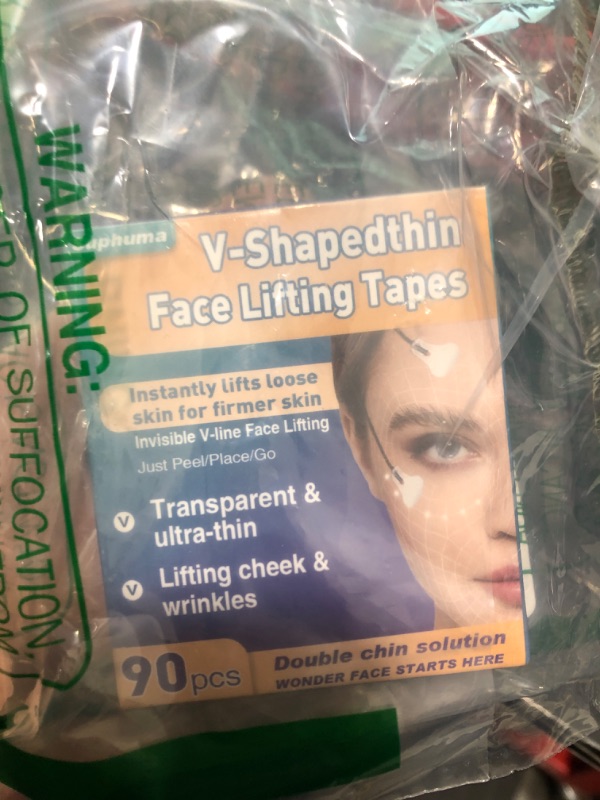 WARNING:
OF SUFFOCATION
uphuma
V-Shapedthin
Face Lifting Tapes
Instantly lifts loose
skin for firmer skin
Invisible V-line Face Lifting
Just Peel/Place/Go
Transparent &
ultra-thin
Lifting cheek &
wrinkles
90pcs
Double chin solution
WONDER FACE STARTS HERE